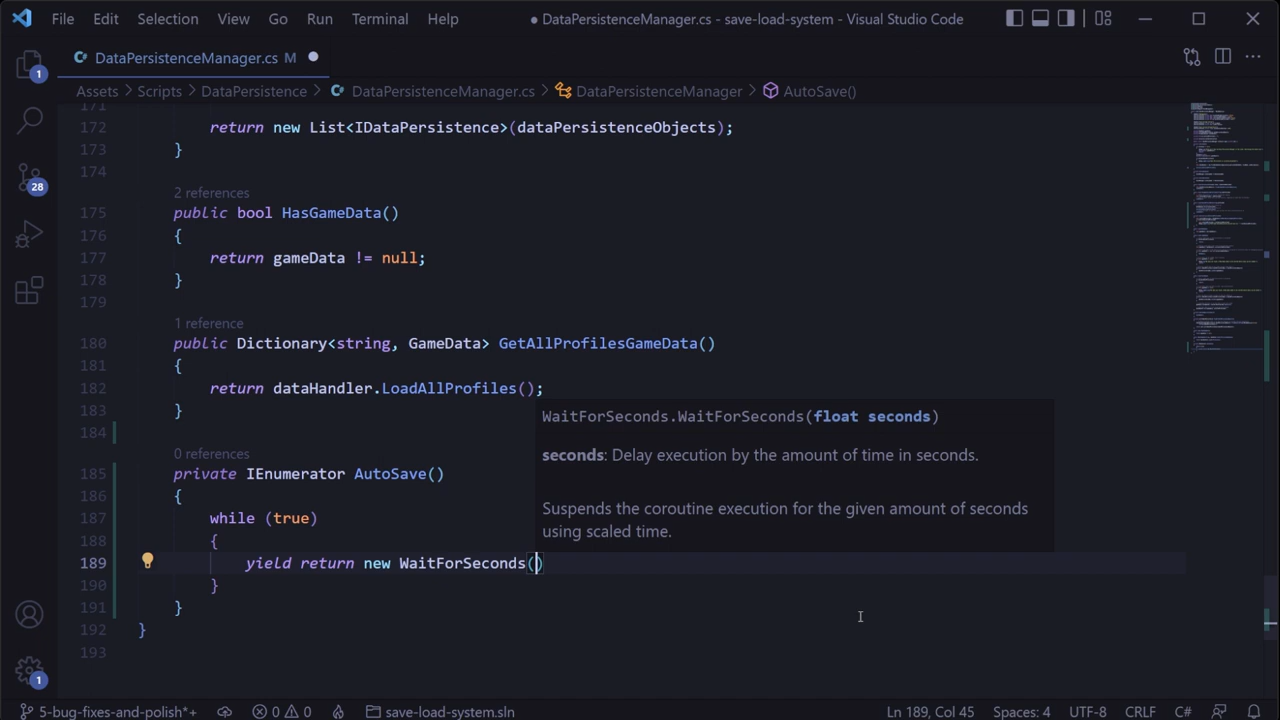 File Edit Selection View Go Run Terminal Help ● DataPersistenceManager.cs - save-load-system - Visual Studio Code
DataPersistenceManager.cs M
Assets > Scripts > DataPersistence > DataPersistenceManager.cs > DataPersistenceManager > AutoSave()
171
172 return new List<IDataPersistence>(dataPersistenceObjects);
173 }
174
2 references
175 public bool HasGameData()
176 {
177 return gameData != null;
178 }
179
1 reference
180 public Dictionary<string, GameData> GetAllProfilesGameData()
181 {
182 return dataHandler.LoadAllProfiles();
183 }
184
0 references
185 private IEnumerator AutoSave()
186 {
187 while (true)
188 {
189 yield return new WaitForSeconds()
190 }
191 }
192 }
193
WaitForSeconds.WaitForSeconds(float seconds)
seconds: Delay execution by the amount of time in seconds.
Suspends the coroutine execution for the given amount of seconds
using scaled time.
1
28
1
5-bug-fixes-and-polish*+ 0 0 save-load-system.sln Ln 189, Col 45 Spaces: 4 UTF-8 CRLF C#